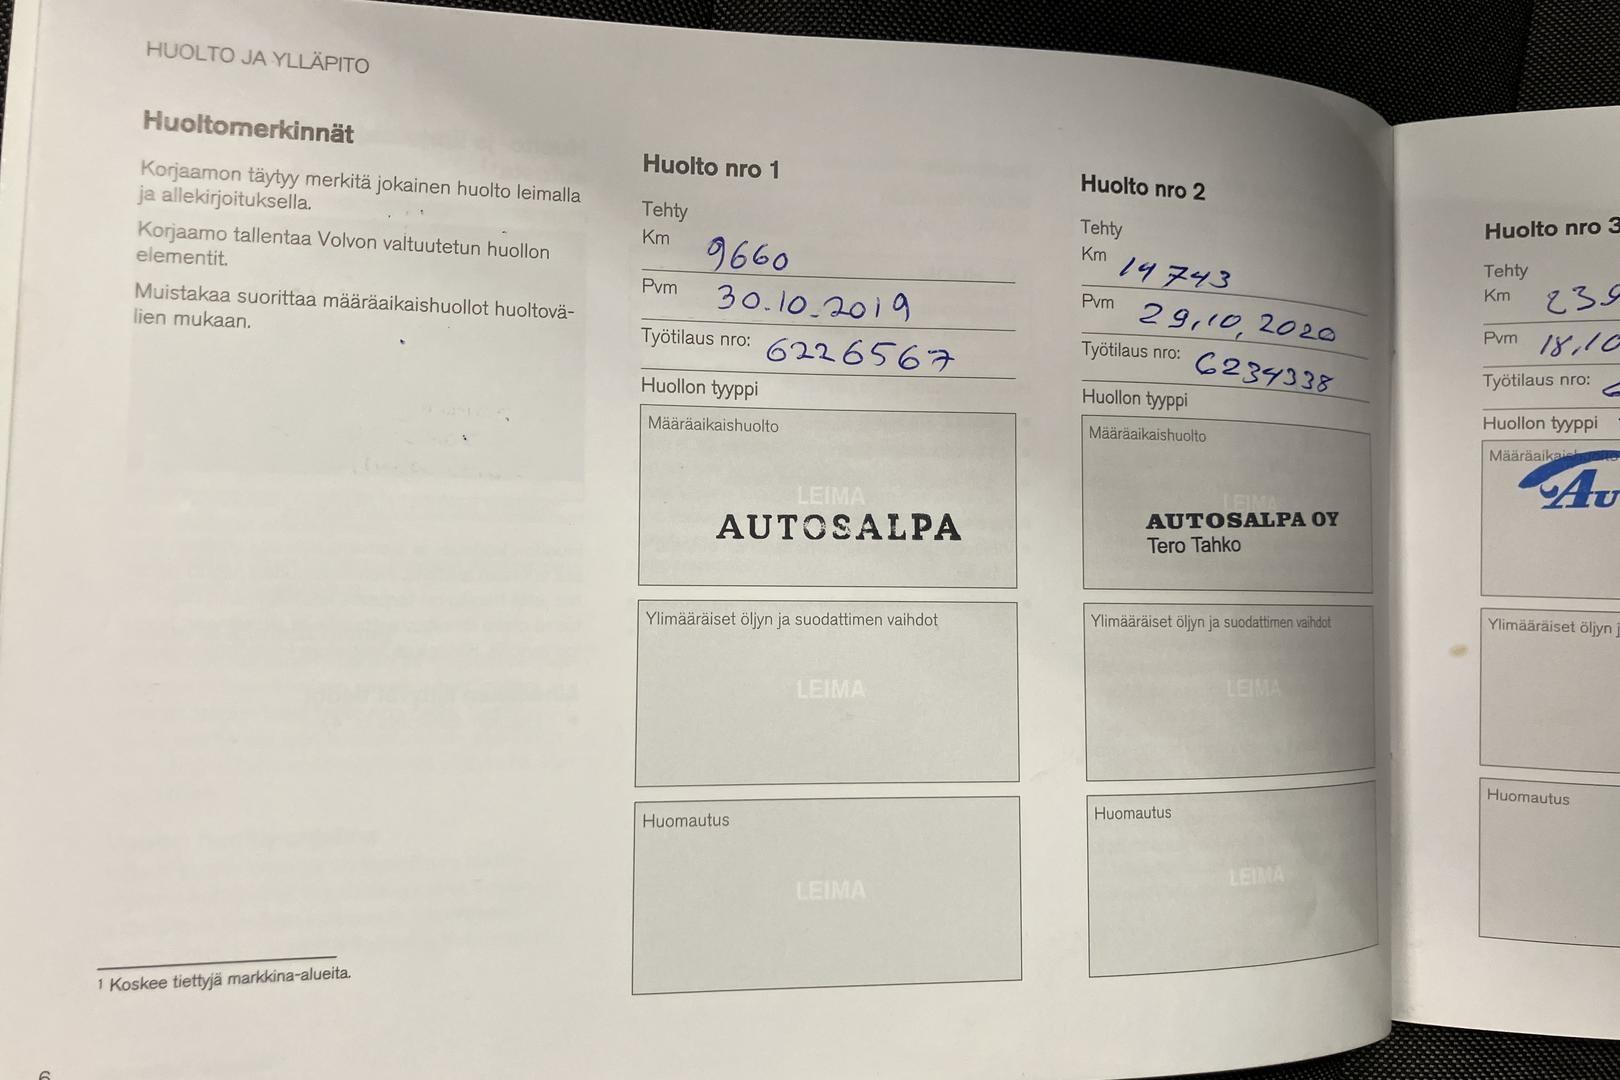 HUOLTO JA YLLÄPITO
Huoltomerkinnät
Korjaamon täytyy merkitä jokainen huolto leimalla
ja allekirjoituksella.
Korjaamo tallentaa Volvon valtuutetun huollon
elementit.
Muistakaa suorittaa määräaikaishuollot huoltovä-
lien mukaan.
1 Koskee tiettyjä markkina-alueita.
6
Huolto nro 1
Tehty
Km 9660
Pvm 30.10.2019
Työtilaus nro: 6226567
Huollon tyyppi
Määräaikaishuolto
LEIMA
AUTOSALPA
Ylimääräiset öljyn ja suodattimen vaihdot
LEIMA
Huomautus
LEIMA
Huolto nro 2
Tehty
Km 14743
Pvm 29.10.2020
Työtilaus nro: 6234338
Huollon tyyppi
Määräaikaishuolto
LEIMA
AUTOSALPA OY
Tero Tahko
Ylimääräiset öljyn ja suodattimen vaihdot
LEIMA
Huomautus
LEIMA
Huolto nro 3
Tehty
Km 239
Pvm 18.10
Työtilaus nro:
Huollon tyyppi
Määräaikaishuolto
Au
Ylimääräiset öljyn j
Huomautus